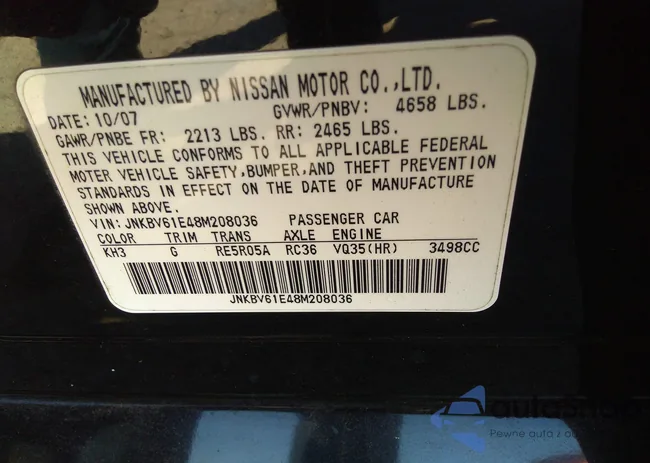 MANUFACTURED BY NISSAN MOTOR CO.,LTD.
DATE: 10/07 GVWR/PNBV: 4658 LBS.
GAWR/PNBE FR: 2213 LBS. RR: 2465 LBS.
THIS VEHICLE CONFORMS TO ALL APPLICABLE FEDERAL
MOTOR VEHICLE SAFETY,BUMPER,AND THEFT PREVENTION
STANDARDS IN EFFECT ON THE DATE OF MANUFACTURE
SHOWN ABOVE.
VIN: JNKBV61E48M208036 PASSENGER CAR
COLOR TRIM TRANS AXLE ENGINE
KH3 G RE5R05A RC36 VQ35(HR) 3498CC
JNKBV61E48M208036
autoShop
Pewne auta z